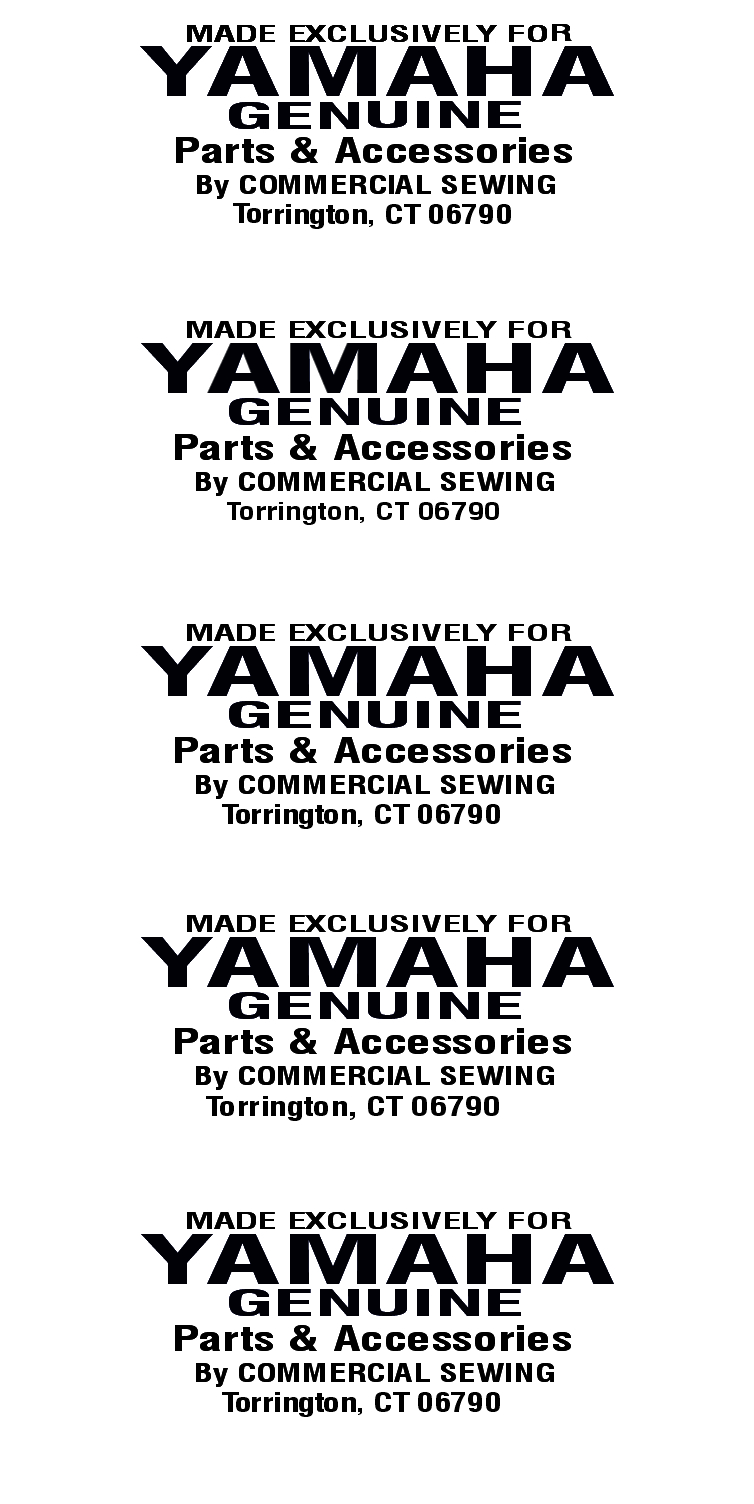 MADE EXCLUSIVELY FOR
YAMAHA
GENUINE
Parts & Accessories
By COMMERCIAL SEWING
Torrington, CT 06790
MADE EXCLUSIVELY FOR
YAMAHA
GENUINE
Parts & Accessories
By COMMERCIAL SEWING
Torrington, CT 06790
MADE EXCLUSIVELY FOR
YAMAHA
GENUINE
Parts & Accessories
By COMMERCIAL SEWING
Torrington, CT 06790
MADE EXCLUSIVELY FOR
YAMAHA
GENUINE
Parts & Accessories
By COMMERCIAL SEWING
Torrington, CT 06790
MADE EXCLUSIVELY FOR
YAMAHA
GENUINE
Parts & Accessories
By COMMERCIAL SEWING
Torrington, CT 06790